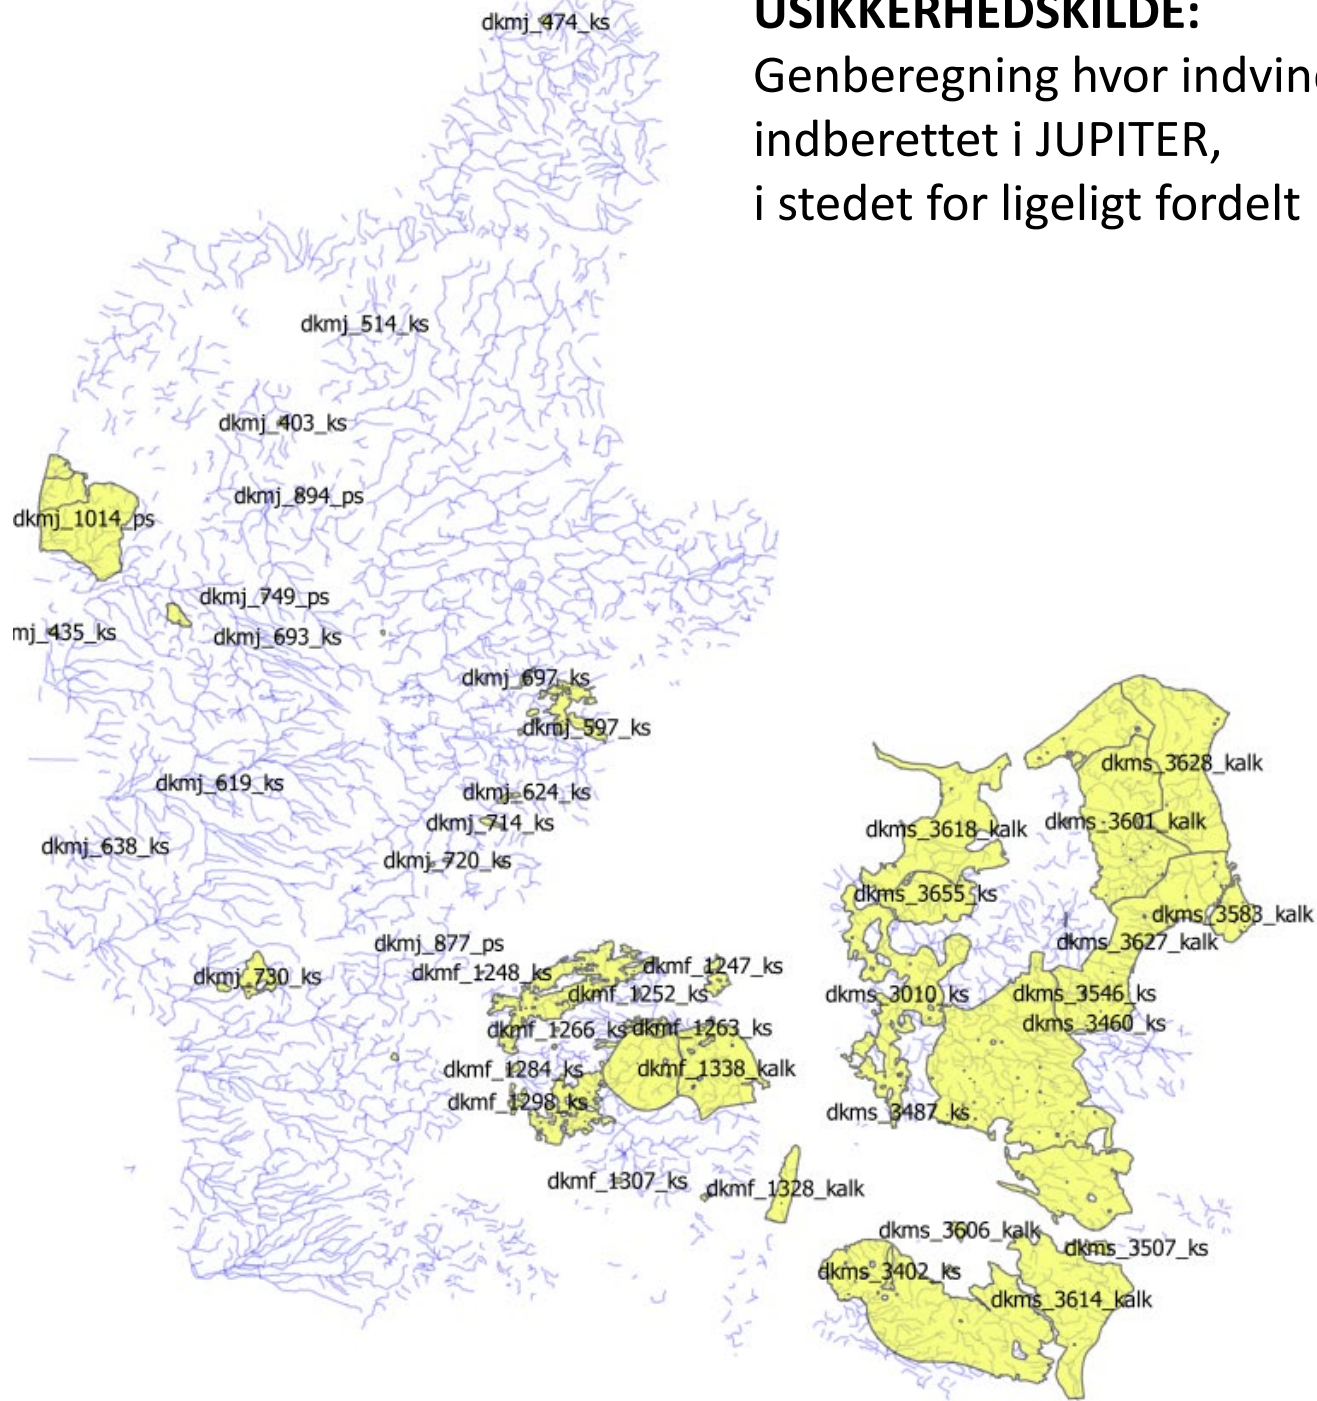 USIKKERHEDSKILDE:
Genberegning hvor indvin
indberettet i JUPITER,
i stedet for ligeligt fordelt
dkmj_474_ks
dkmj_514_ks
dkmj_403_ks
dkmj_894_ps
dkmj_1014_ps
dkmj_749_ps
mj_435_ks
dkmj_693_ks
dkmj_697_ks
dkmj_597_ks
dkmj_619_ks
dkmj_624_ks
dkmj_714_ks
dkmj_638_ks
dkmj_720_ks
dkmj_877_ps
dkmj_730_ks
dkmf_1248_ks
dkmf_1247_ks
dkmf_1252_ks
dkmf_1266_ks
dkmf_1263_ks
dkmf_1284_ks
dkmf_1338_kalk
dkmf_1298_ks
dkmf_1307_ks
dkmf_1328_kalk
dkms_3628_kalk
dkms_3618_kalk
dkms_3601_kalk
dkms_3655_ks
dkms_3583_kalk
dkms_3627_kalk
dkms_3010_ks
dkms_3546_ks
dkms_3460_ks
dkms_3487_ks
dkms_3606_kalk
dkms_3507_ks
dkms_3402_ks
dkms_3614_kalk